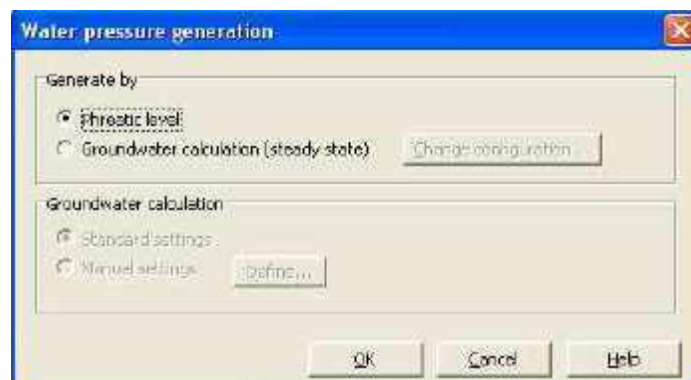 Water pressure generation
Generate by
Phreatic level
Groundwater calculation (steady state) Change configuration...
Groundwater calculation
Standard settings
Manual settings Define...
OK Cancel Help